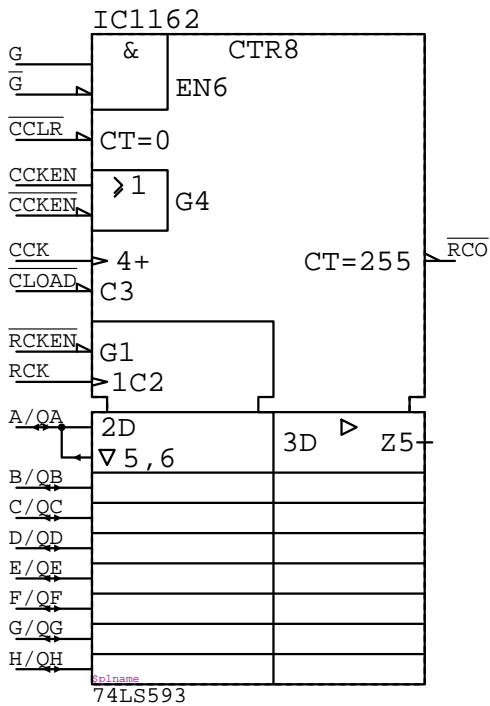 IC1162
G
&
CTR8
G
EN6
CCLR
CT=0
CCKEN
≥1
CCKEN
G4
CCK
4+
CT=255
RCO
CLOAD
C3
RCKEN
G1
RCK
1C2
A/QA
2D
3D
▷
Z5
▽5,6
B/QB
C/QC
D/QD
E/QE
F/QF
G/QG
H/QH
$plname
74LS593